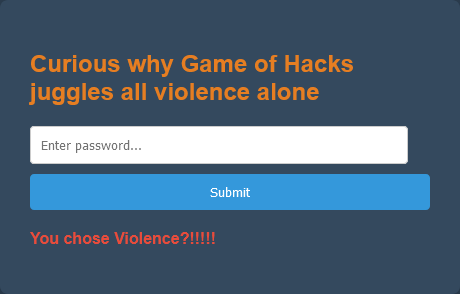 Curious why Game of Hacks
juggles all violence alone
Enter password...
Submit
You chose Violence?!!!!!